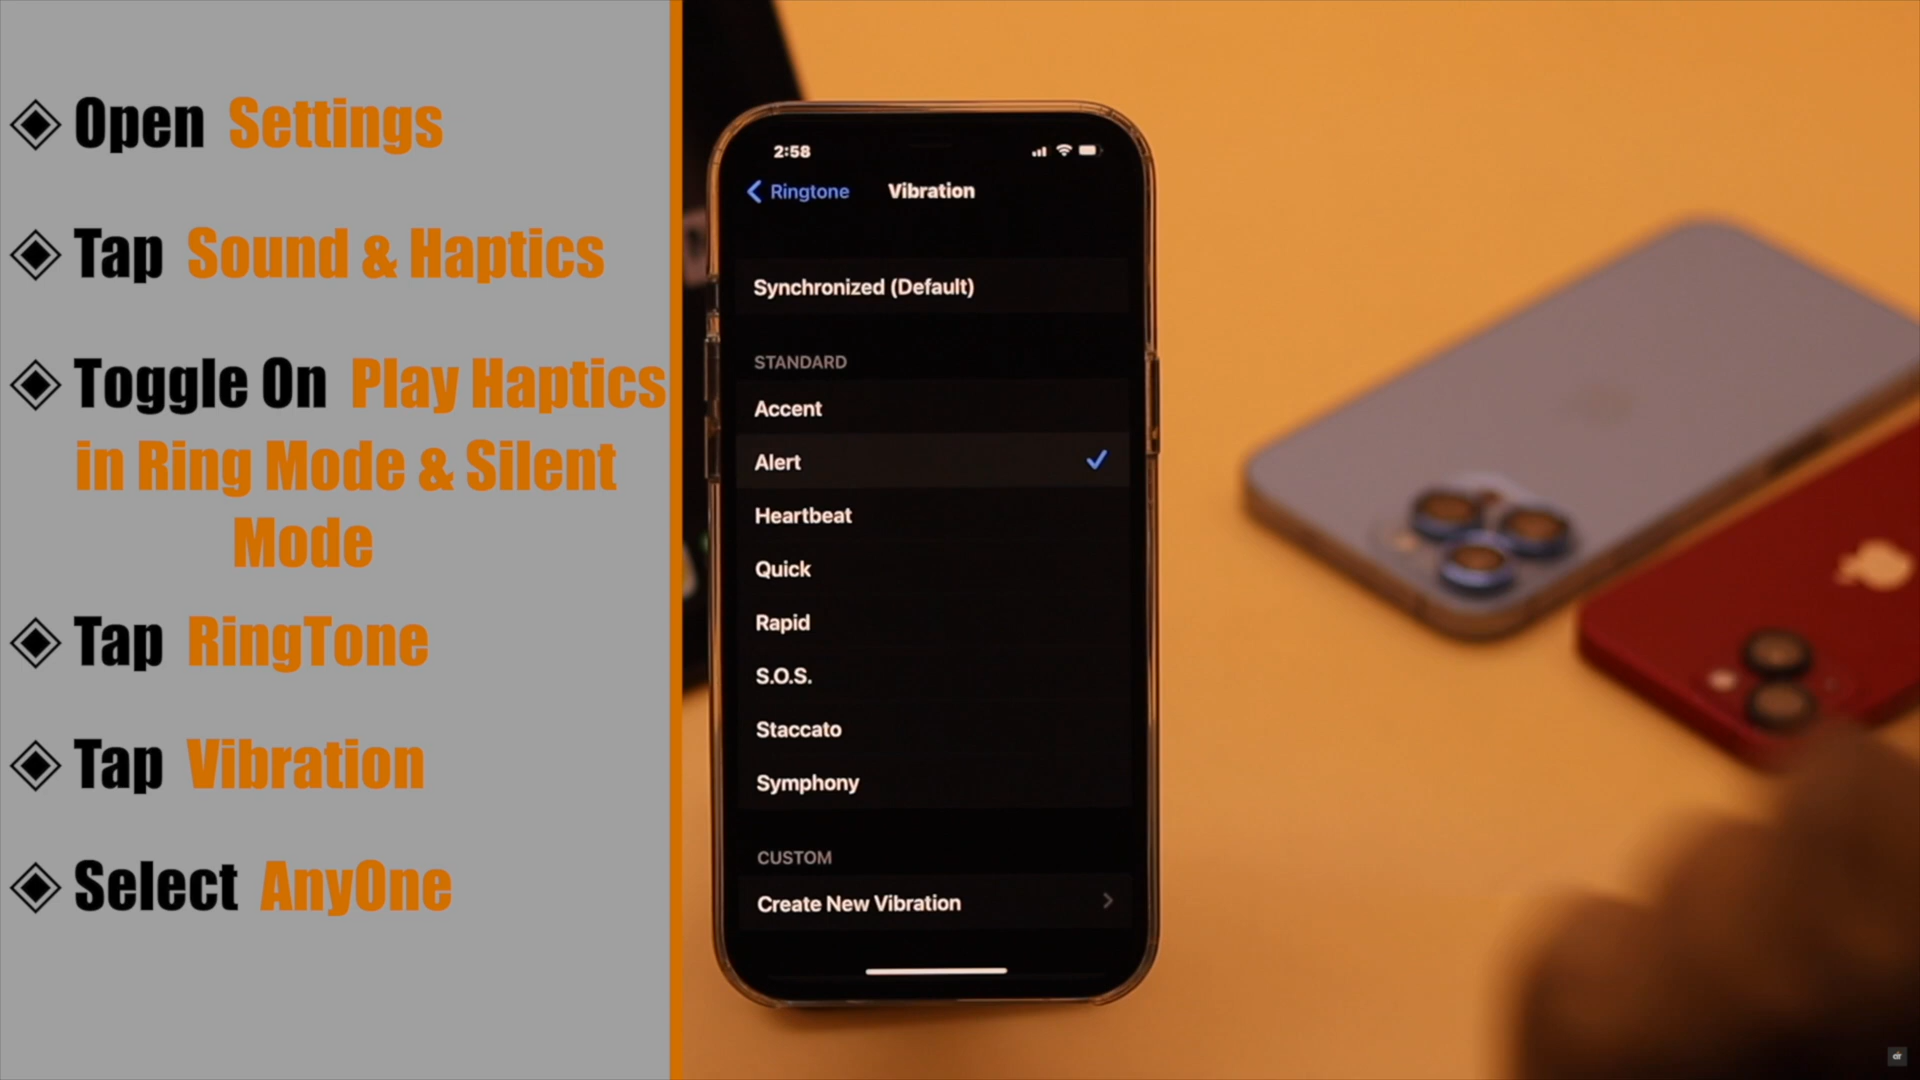 Open Settings
Tap Sound & Haptics
Toggle On Play Haptics
in Ring Mode & Silent
Mode
Tap RingTone
Tap Vibration
Select AnyOne
2:58
Ringtone
Vibration
Synchronized (Default)
STANDARD
Accent
Alert
Heartbeat
Quick
Rapid
S.O.S.
Staccato
Symphony
CUSTOM
Create New Vibration